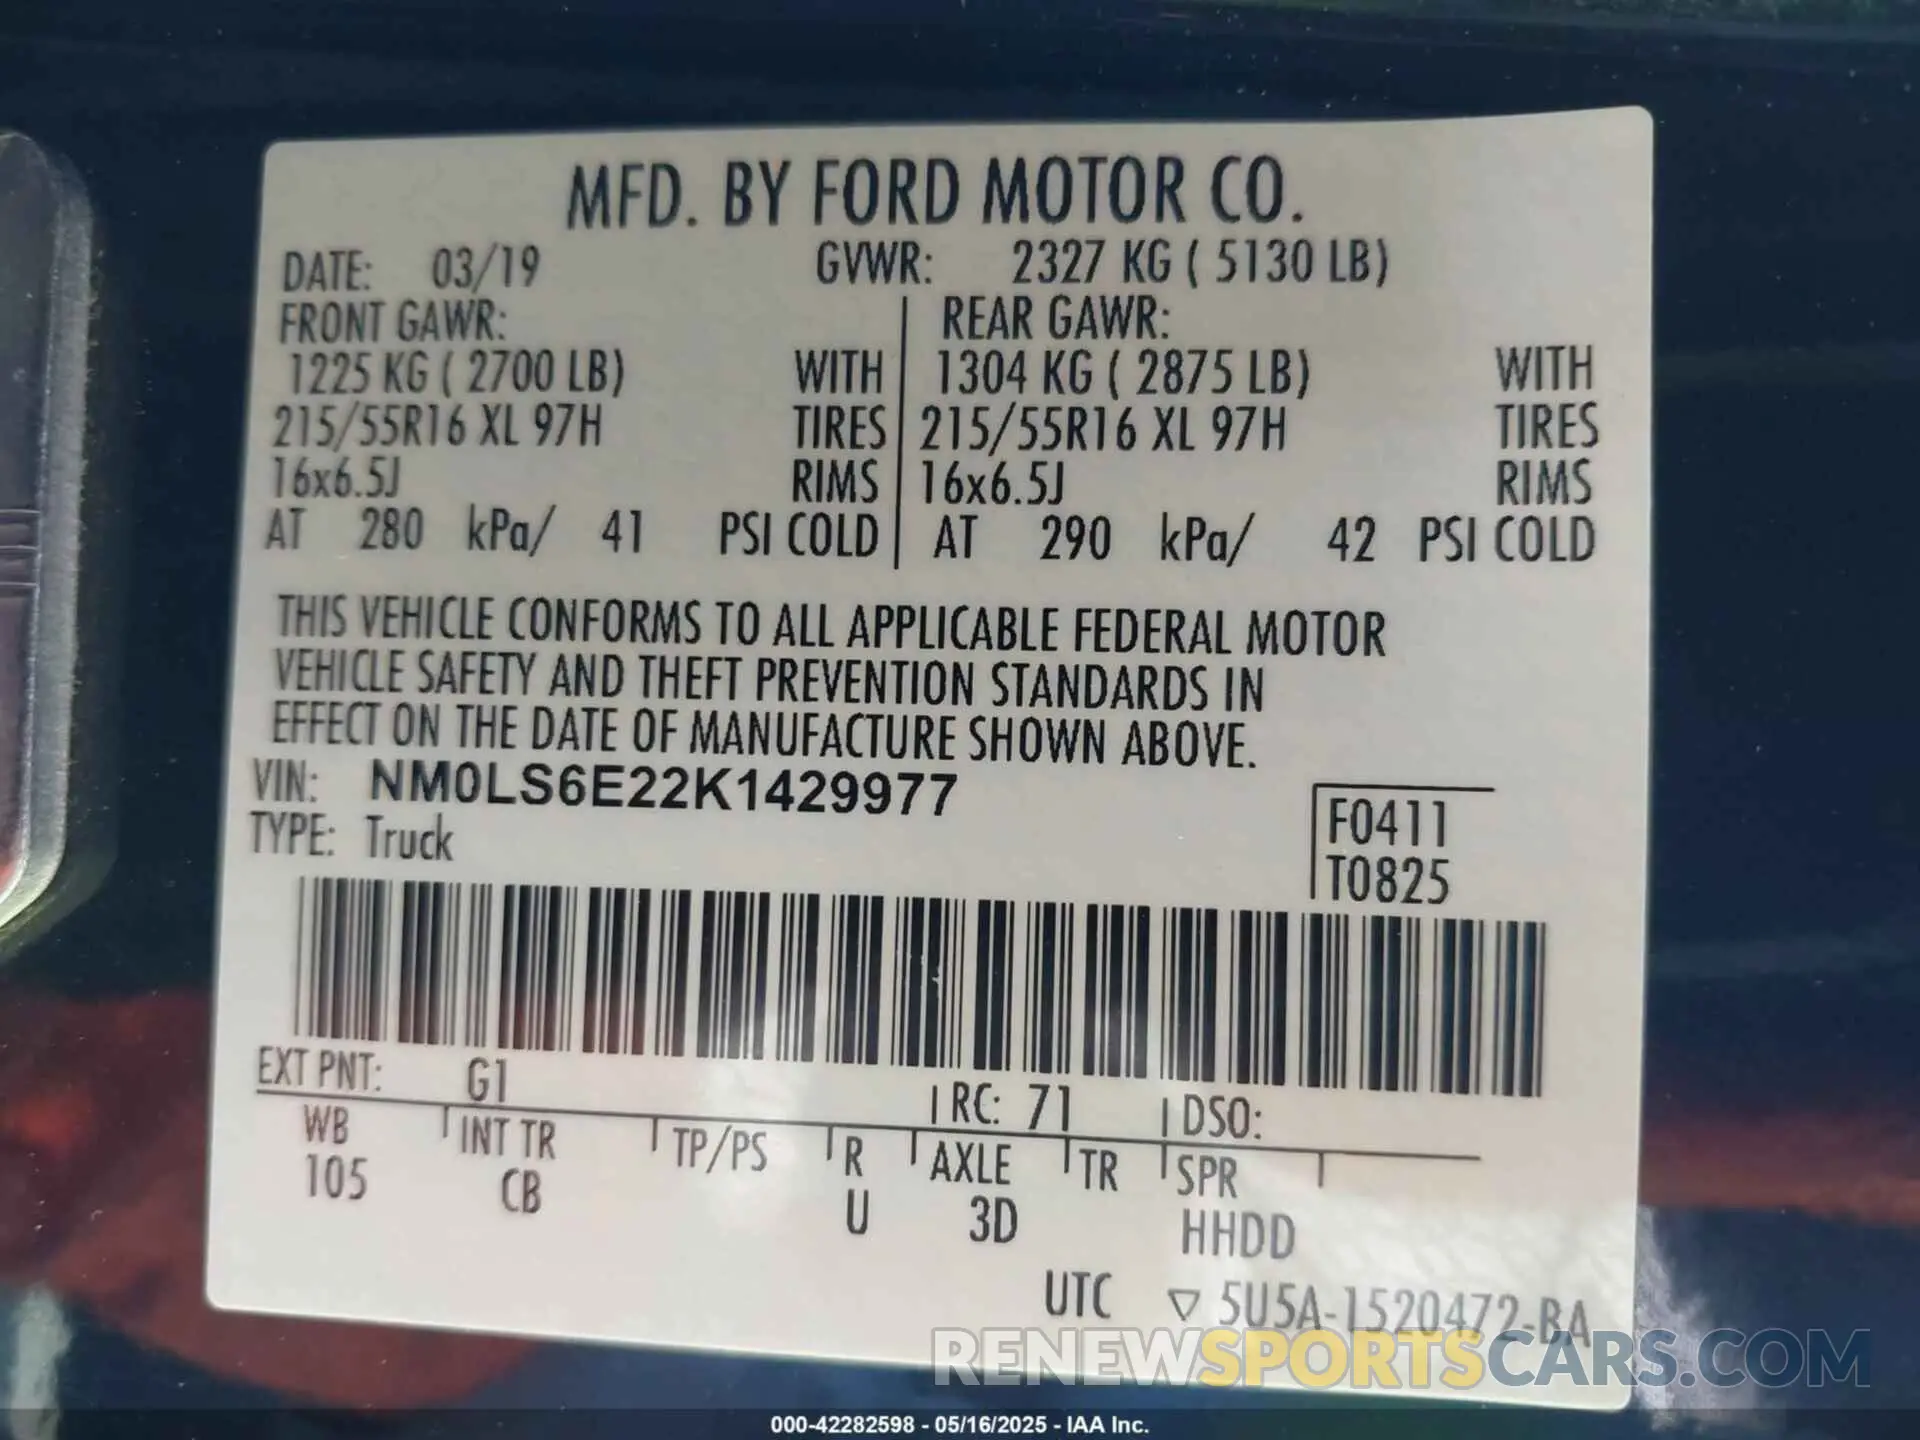 MFD. BY FORD MOTOR CO.
DATE: 03/19 GVWR: 2327 KG ( 5130 LB)
FRONT GAWR: REAR GAWR:
1225 KG ( 2700 LB) WITH 1304 KG ( 2875 LB) WITH
215/55R16 XL 97H TIRES 215/55R16 XL 97H TIRES
16x6.5J RIMS 16x6.5J RIMS
AT 280 kPa/ 41 PSI COLD AT 290 kPa/ 42 PSI COLD
THIS VEHICLE CONFORMS TO ALL APPLICABLE FEDERAL MOTOR
VEHICLE SAFETY AND THEFT PREVENTION STANDARDS IN
EFFECT ON THE DATE OF MANUFACTURE SHOWN ABOVE.
VIN: NM0LS6E22K1429977
TYPE: Truck
F0411
T0825
EXT PNT: G1 RC: 71 DSO:
WB INT TR TP/PS R AXLE TR SPR
105 CB U 3D HHDD
UTC ▽ 5U5A-1520472-BA
RENEWSPORTSCARS.COM
000-42282598 - 05/16/2025 - IAA Inc.